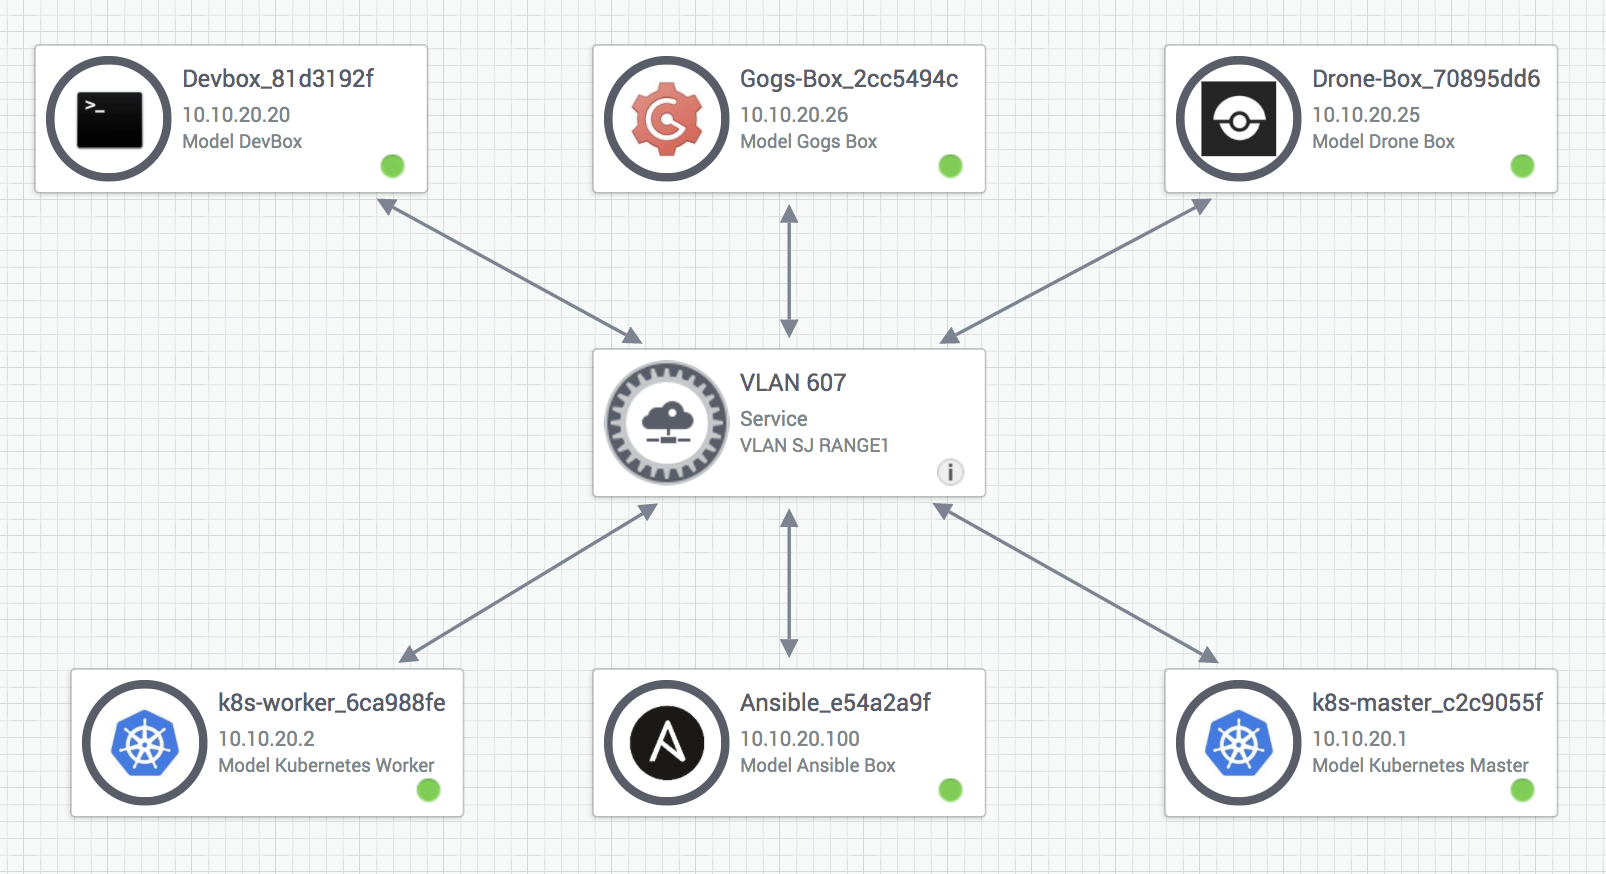 Devbox_81d3192f
10.10.20.20
Model DevBox
>_
Gogs-Box_2cc5494c
10.10.20.26
Model Gogs Box
Drone-Box_70895dd6
10.10.20.25
Model Drone Box
VLAN 607
Service
VLAN SJ RANGE1
i
k8s-worker_6ca988fe
10.10.20.2
Model Kubernetes Worker
Ansible_e54a2a9f
10.10.20.100
Model Ansible Box
k8s-master_c2c9055f
10.10.20.1
Model Kubernetes Master